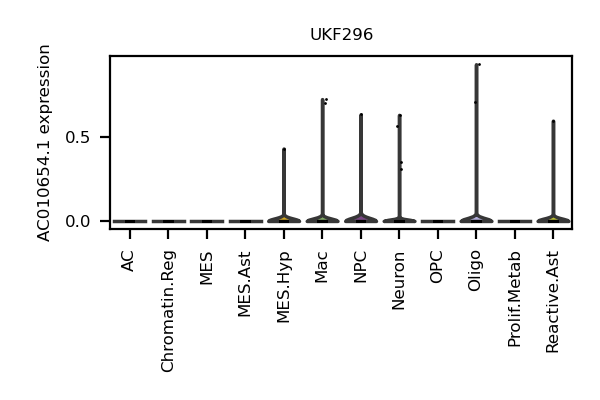 UKF296
AC010654.1 expression
0.5
0.0
AC
Chromatin.Reg
MES
MES.Ast
MES.Hyp
Mac
NPC
Neuron
OPC
Oligo
Prolif.Metab
Reactive.Ast